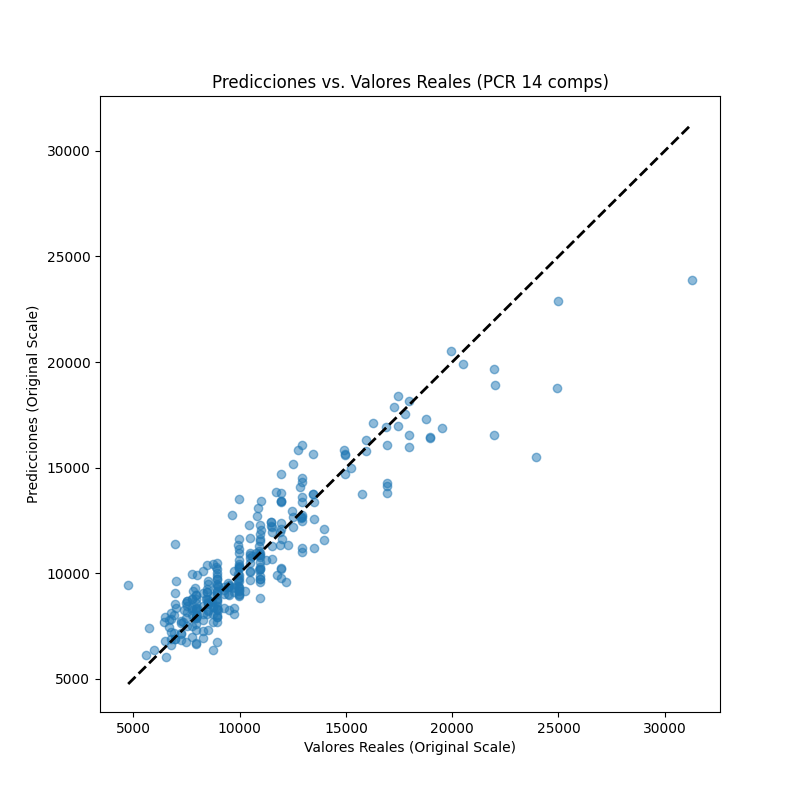 Predicciones vs. Valores Reales (PCR 14 comps)
30000
25000
20000
15000
10000
5000
Predicciones (Original Scale)
5000 10000 15000 20000 25000 30000
Valores Reales (Original Scale)